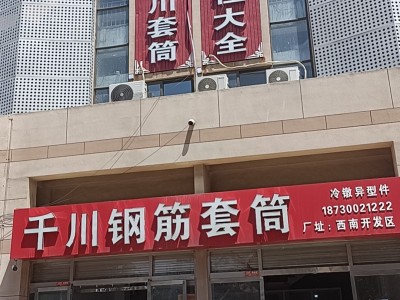 川套筒
大全
千川钢筋套筒
冷镦异型件
18730021222
厂址：西南开发区